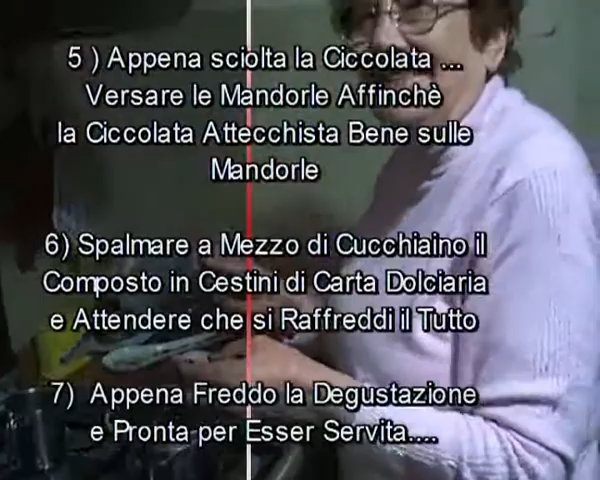 5 ) Appena sciolta la Ciccolata ...
Versare le Mandorle Affinchè
la Ciccolata Attecchista Bene sulle
Mandorle
6) Spalmare a Mezzo di Cucchiaino il
Composto in Cestini di Carta Dolciaria
e Attendere che si Raffreddi il Tutto
7) Appena Freddo la Degustazione
e Pronta per Esser Servita....